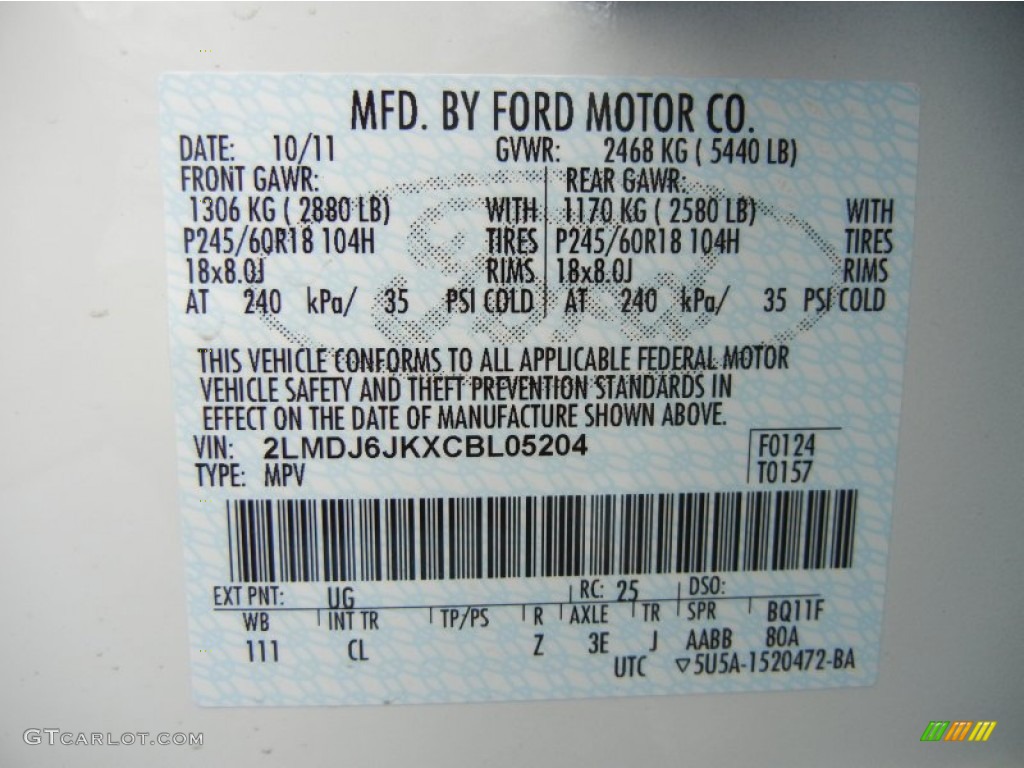 MFD. BY FORD MOTOR CO.
DATE: 10/11 GVWR: 2468 KG ( 5440 LB)
FRONT GAWR: REAR GAWR:
1306 KG ( 2880 LB) WITH 1170 KG ( 2580 LB) WITH
P245/60R18 104H TIRES P245/60R18 104H TIRES
18x8.0J RIMS 18x8.0J RIMS
AT 240 kPa/ 35 PSI COLD AT 240 kPa/ 35 PSI COLD
THIS VEHICLE CONFORMS TO ALL APPLICABLE FEDERAL MOTOR
VEHICLE SAFETY AND THEFT PREVENTION STANDARDS IN
EFFECT ON THE DATE OF MANUFACTURE SHOWN ABOVE.
VIN: 2LMDJ6JKXCBL05204 F0124
TYPE: MPV T0157
EXT PNT: UG RC: 25 DSO:
WB INT TR TP/PS R AXLE TR SPR BQ11F
111 CL Z 3E J AABB 80A
UTC ▽5U5A-1520472-BA
GTCARLOT.COM